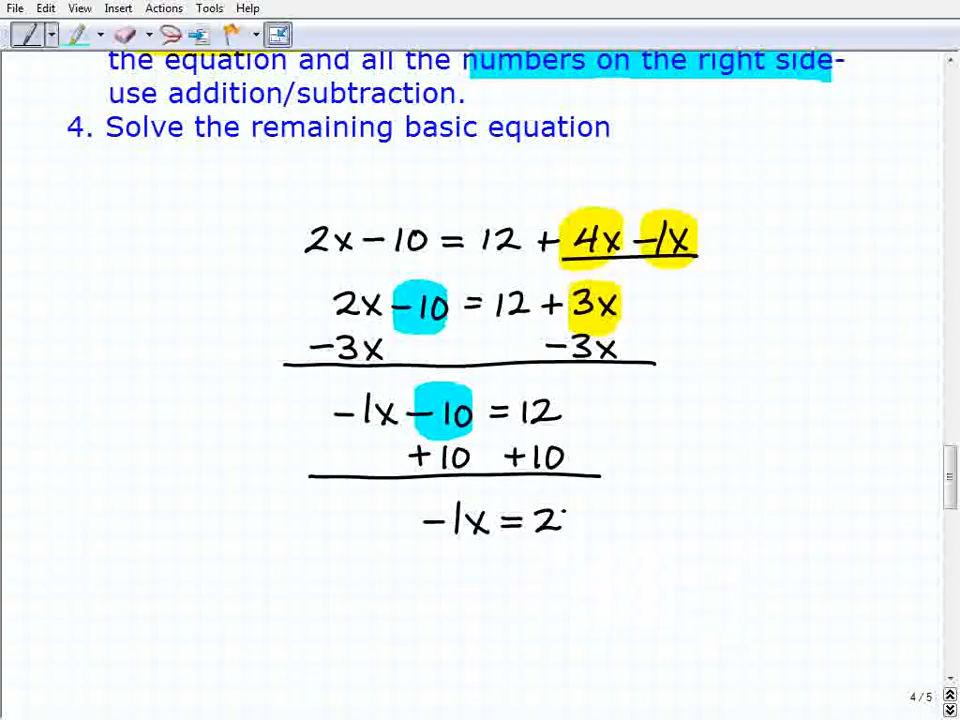 File Edit View Insert Actions Tools Help
the equation and all the numbers on the right side-
use addition/subtraction.
4. Solve the remaining basic equation
2x - 10 = 12 + 4x - 1x
2x - 10 = 12 + 3x
-3x -3x
-1x - 10 = 12
+10 +10
-1x = 2
4 / 5